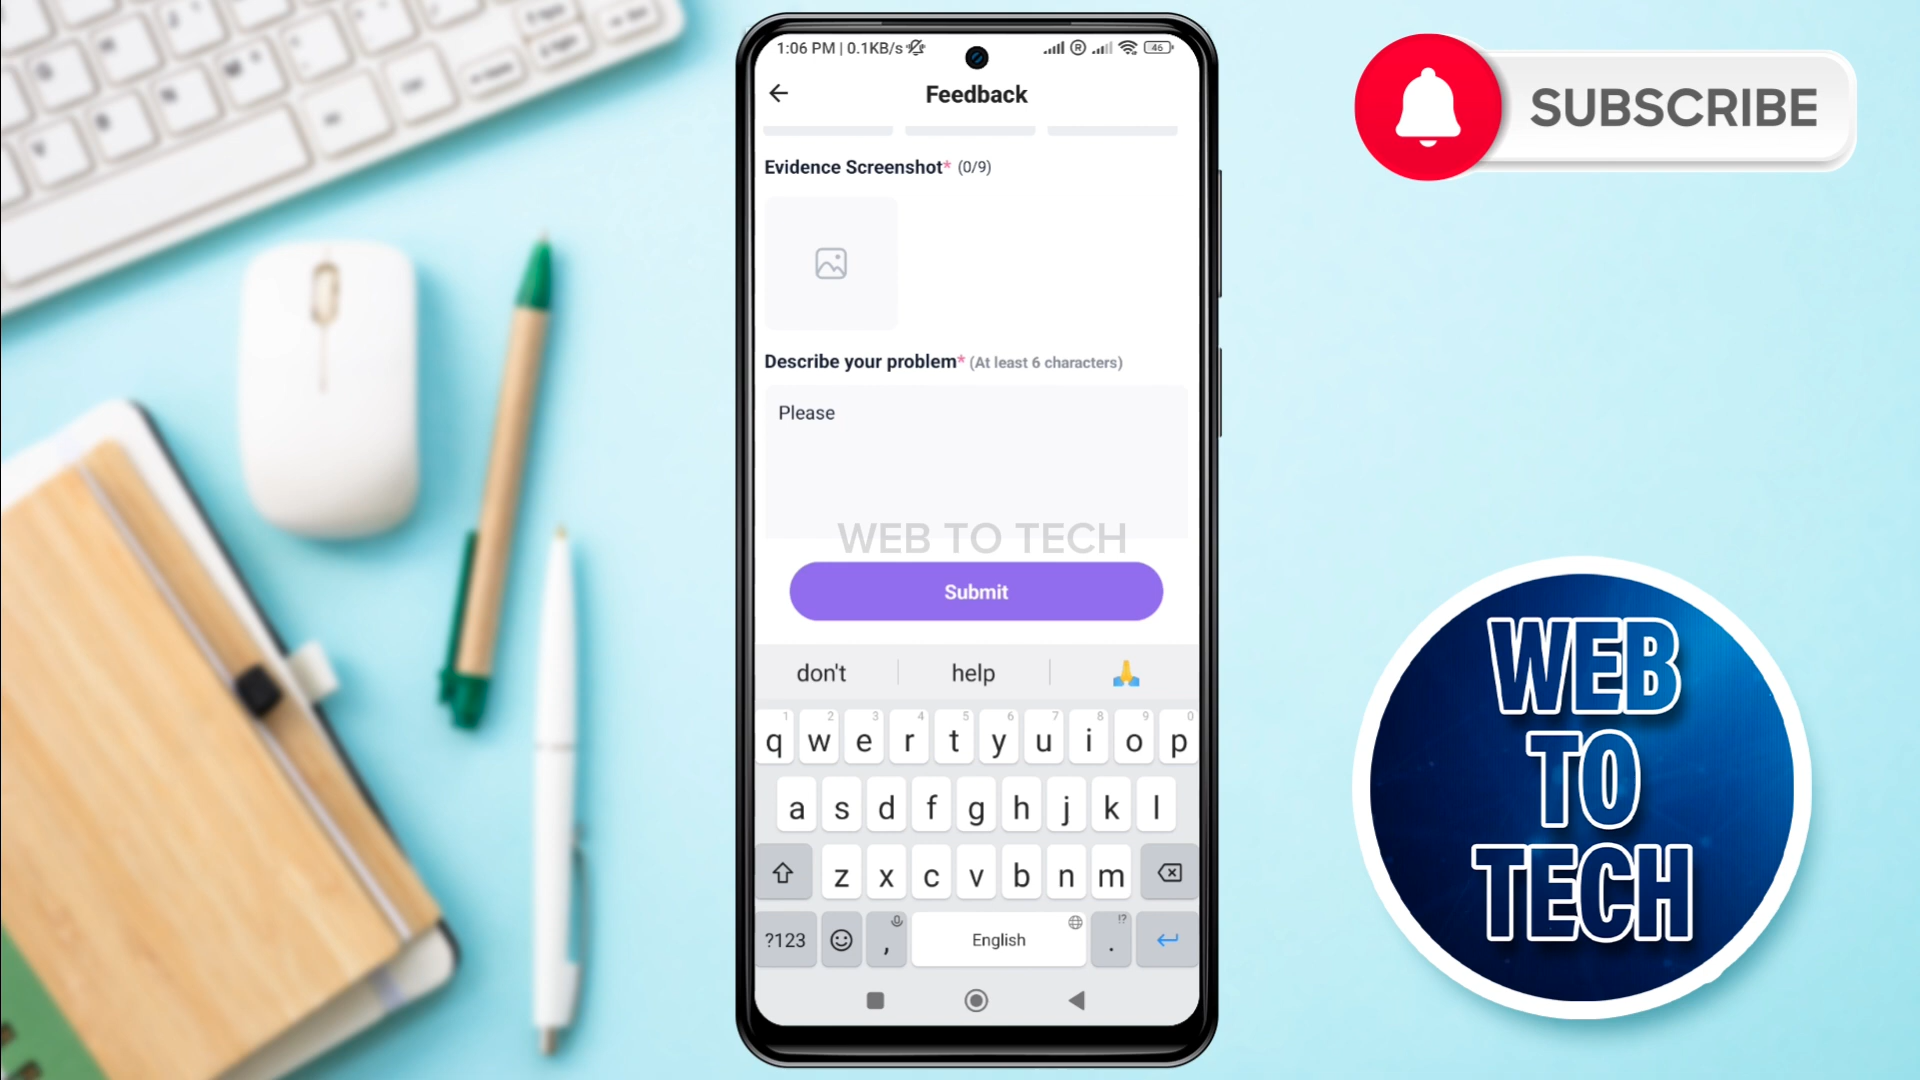 1:06 PM | 0.1KB/s
R
46
Feedback
SUBSCRIBE
Evidence Screenshot* (0/9)
Describe your problem* (At least 6 characters)
Please
WEB TO TECH
Submit
don't help 🙏
1 2 3 4 5 6 7 8 9 0
q w e r t y u i o p
a s d f g h j k l
z x c v b n m
!?
?123 , English .
WEB
TO
TECH